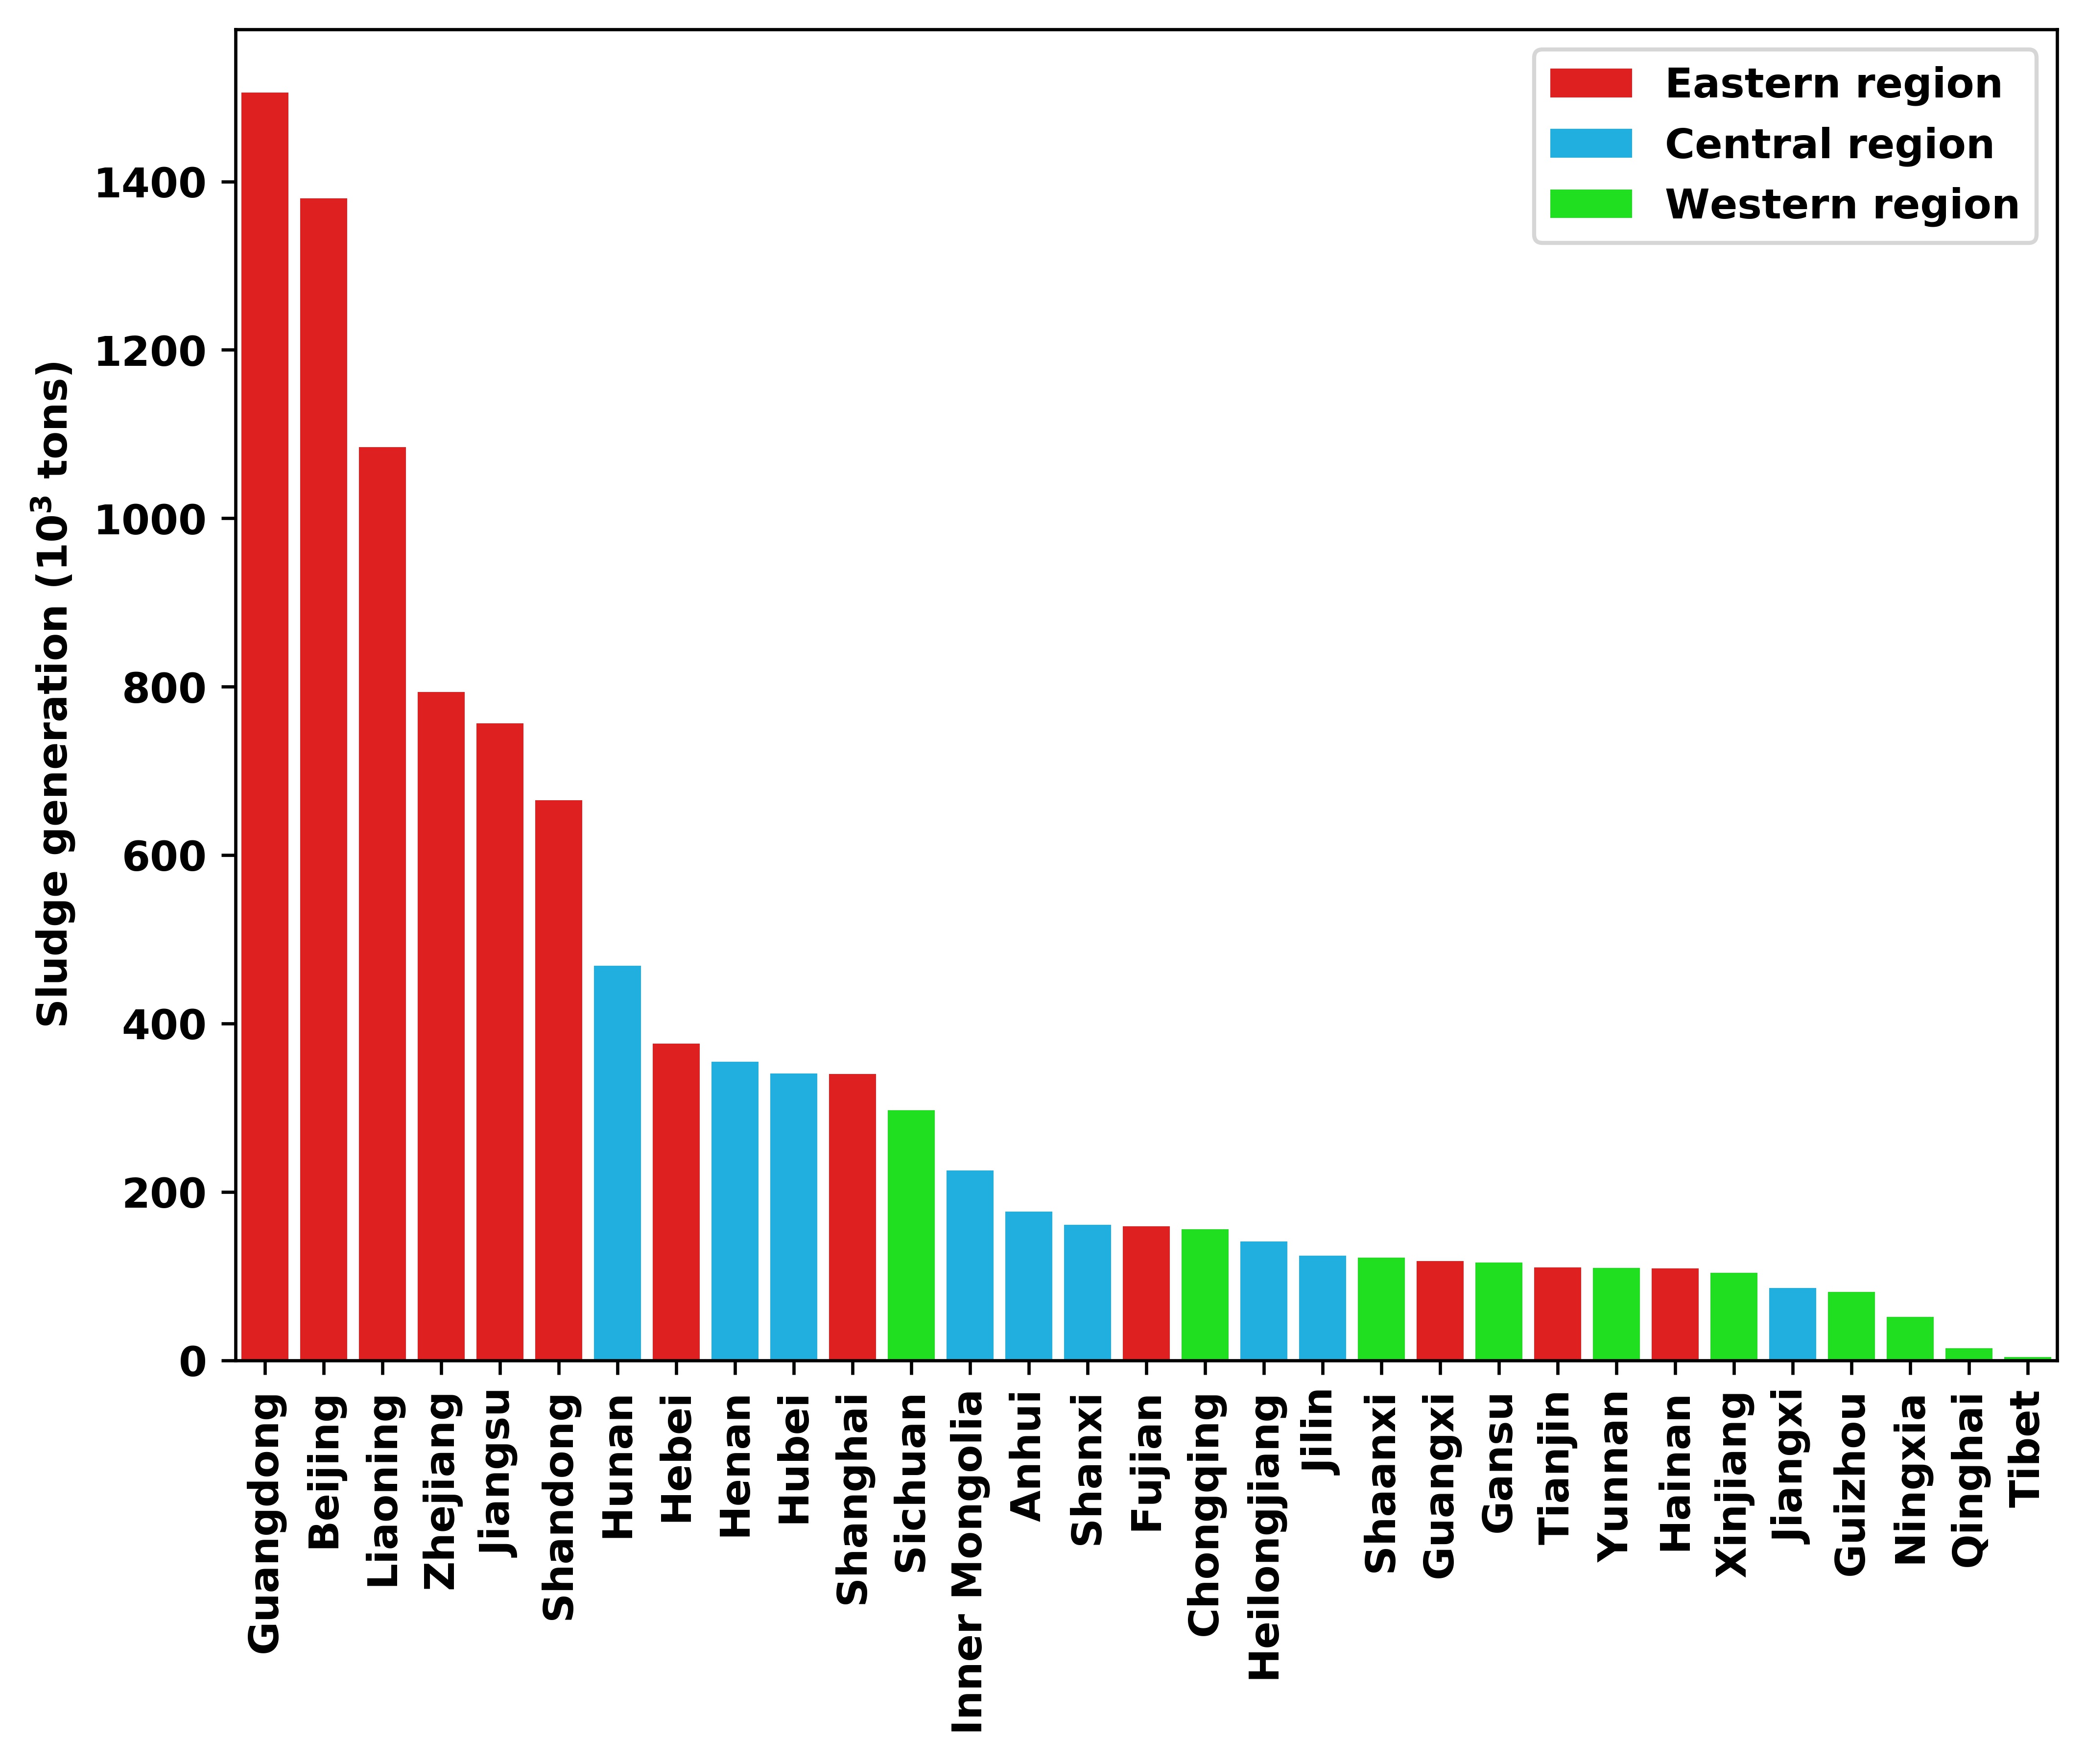 Eastern region
Central region
Western region
Sludge generation (10³ tons)
1400
1200
1000
800
600
400
200
0
Guangdong
Beijing
Liaoning
Zhejiang
Jiangsu
Shandong
Hunan
Hebei
Henan
Hubei
Shanghai
Sichuan
Inner Mongolia
Anhui
Shanxi
Fujian
Chongqing
Heilongjiang
Jilin
Shaanxi
Guangxi
Gansu
Tianjin
Yunnan
Hainan
Xinjiang
Jiangxi
Guizhou
Ningxia
Qinghai
Tibet